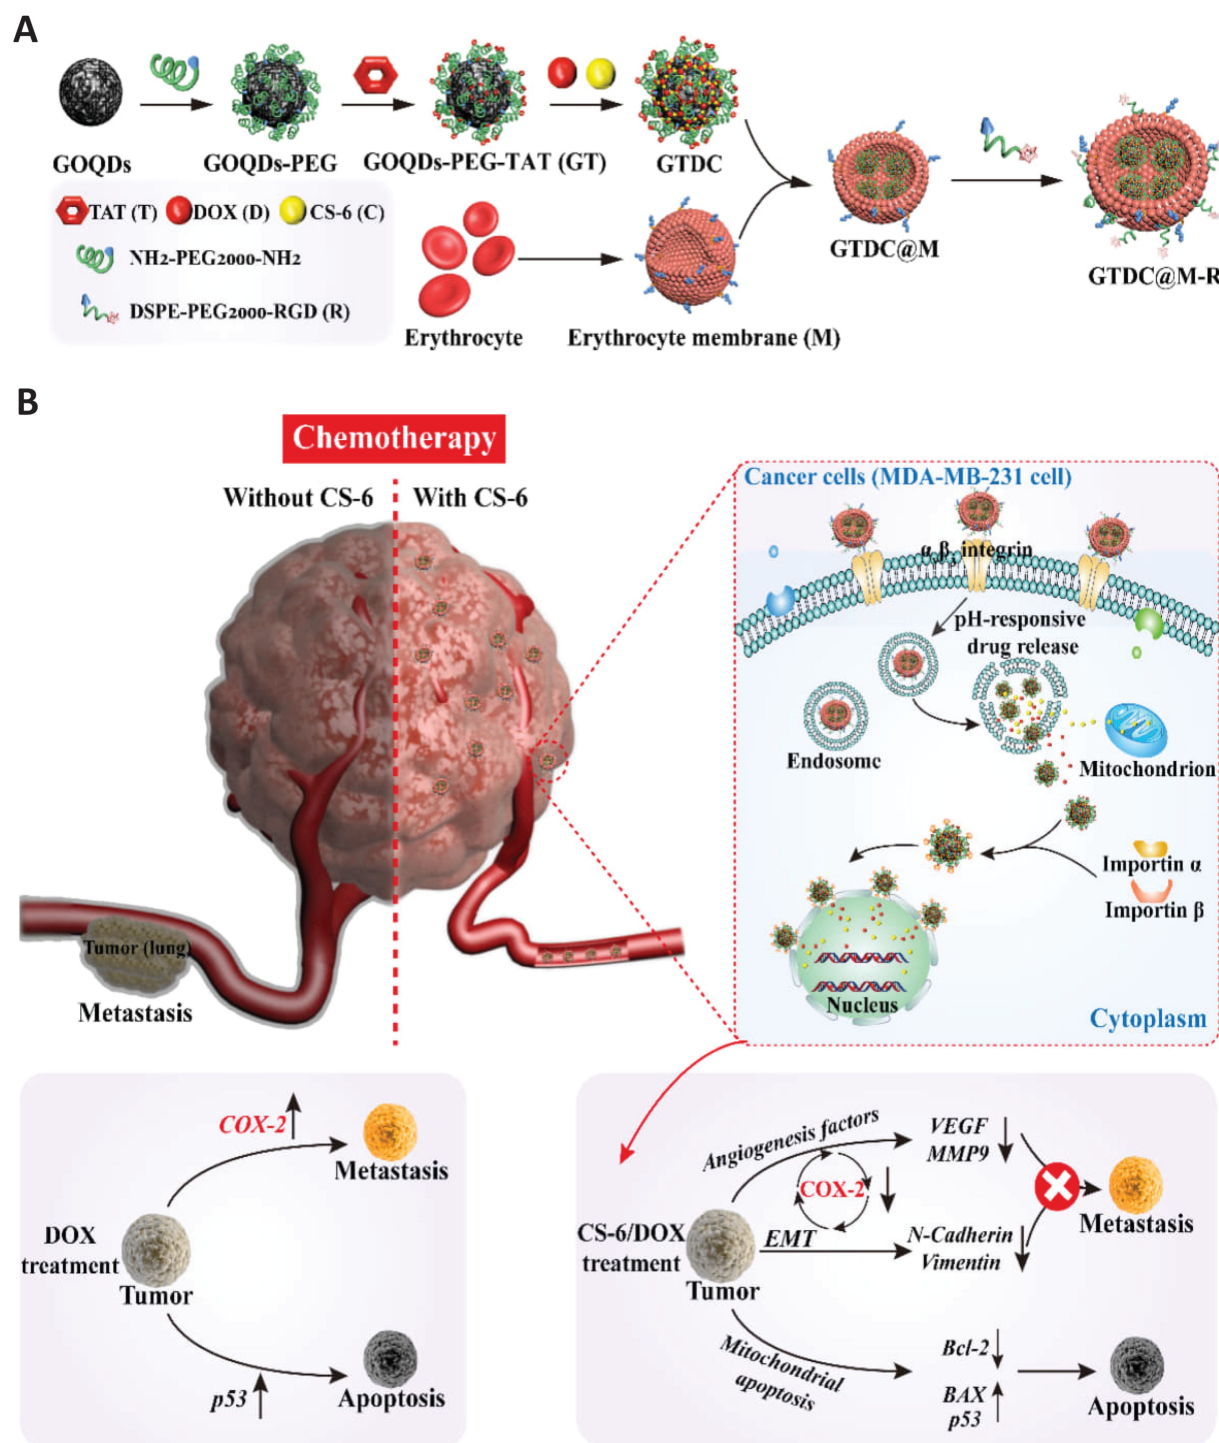 A
GOQDs
GOQDs-PEG
GOQDs-PEG-TAT (GT)
GTDC
TAT (T)
DOX (D)
CS-6 (C)
NH2-PEG2000-NH2
DSPE-PEG2000-RGD (R)
Erythrocyte
Erythrocyte membrane (M)
GTDC@M
GTDC@M-R
B
Chemotherapy
Without CS-6
With CS-6
Tumor (lung)
Metastasis
Cancer cells (MDA-MB-231 cell)
α β integrin
pH-responsive
drug release
Endosome
Mitochondrion
Importin α
Importin β
Nucleus
Cytoplasm
COX-2
Metastasis
DOX
treatment
Tumor
p53
Apoptosis
Angiogenesis factors
VEGF
MMP9
COX-2
Metastasis
CS-6/DOX
treatment
EMT
N-Cadherin
Vimentin
Tumor
Mitochondrial
apoptosis
Bcl-2
BAX
p53
Apoptosis